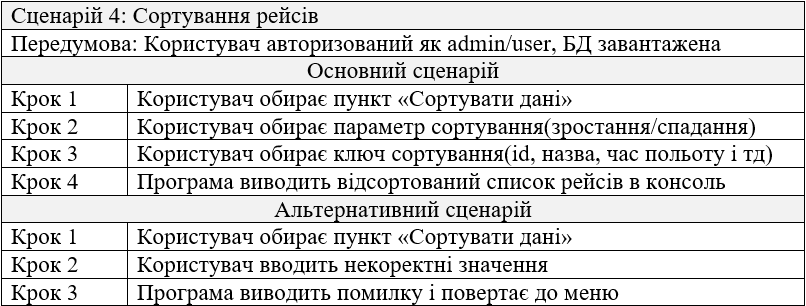 Сценарій 4: Сортування рейсів
Передумова: Користувач авторизований як admin/user, БД завантажена
Основний сценарій
Крок 1 Користувач обирає пункт «Сортувати дані»
Крок 2 Користувач обирає параметр сортування(зростання/спадання)
Крок 3 Користувач обирає ключ сортування(id, назва, час польоту і тд)
Крок 4 Програма виводить відсортований список рейсів в консоль
Альтернативний сценарій
Крок 1 Користувач обирає пункт «Сортувати дані»
Крок 2 Користувач вводить некоректні значення
Крок 3 Програма виводить помилку і повертає до меню